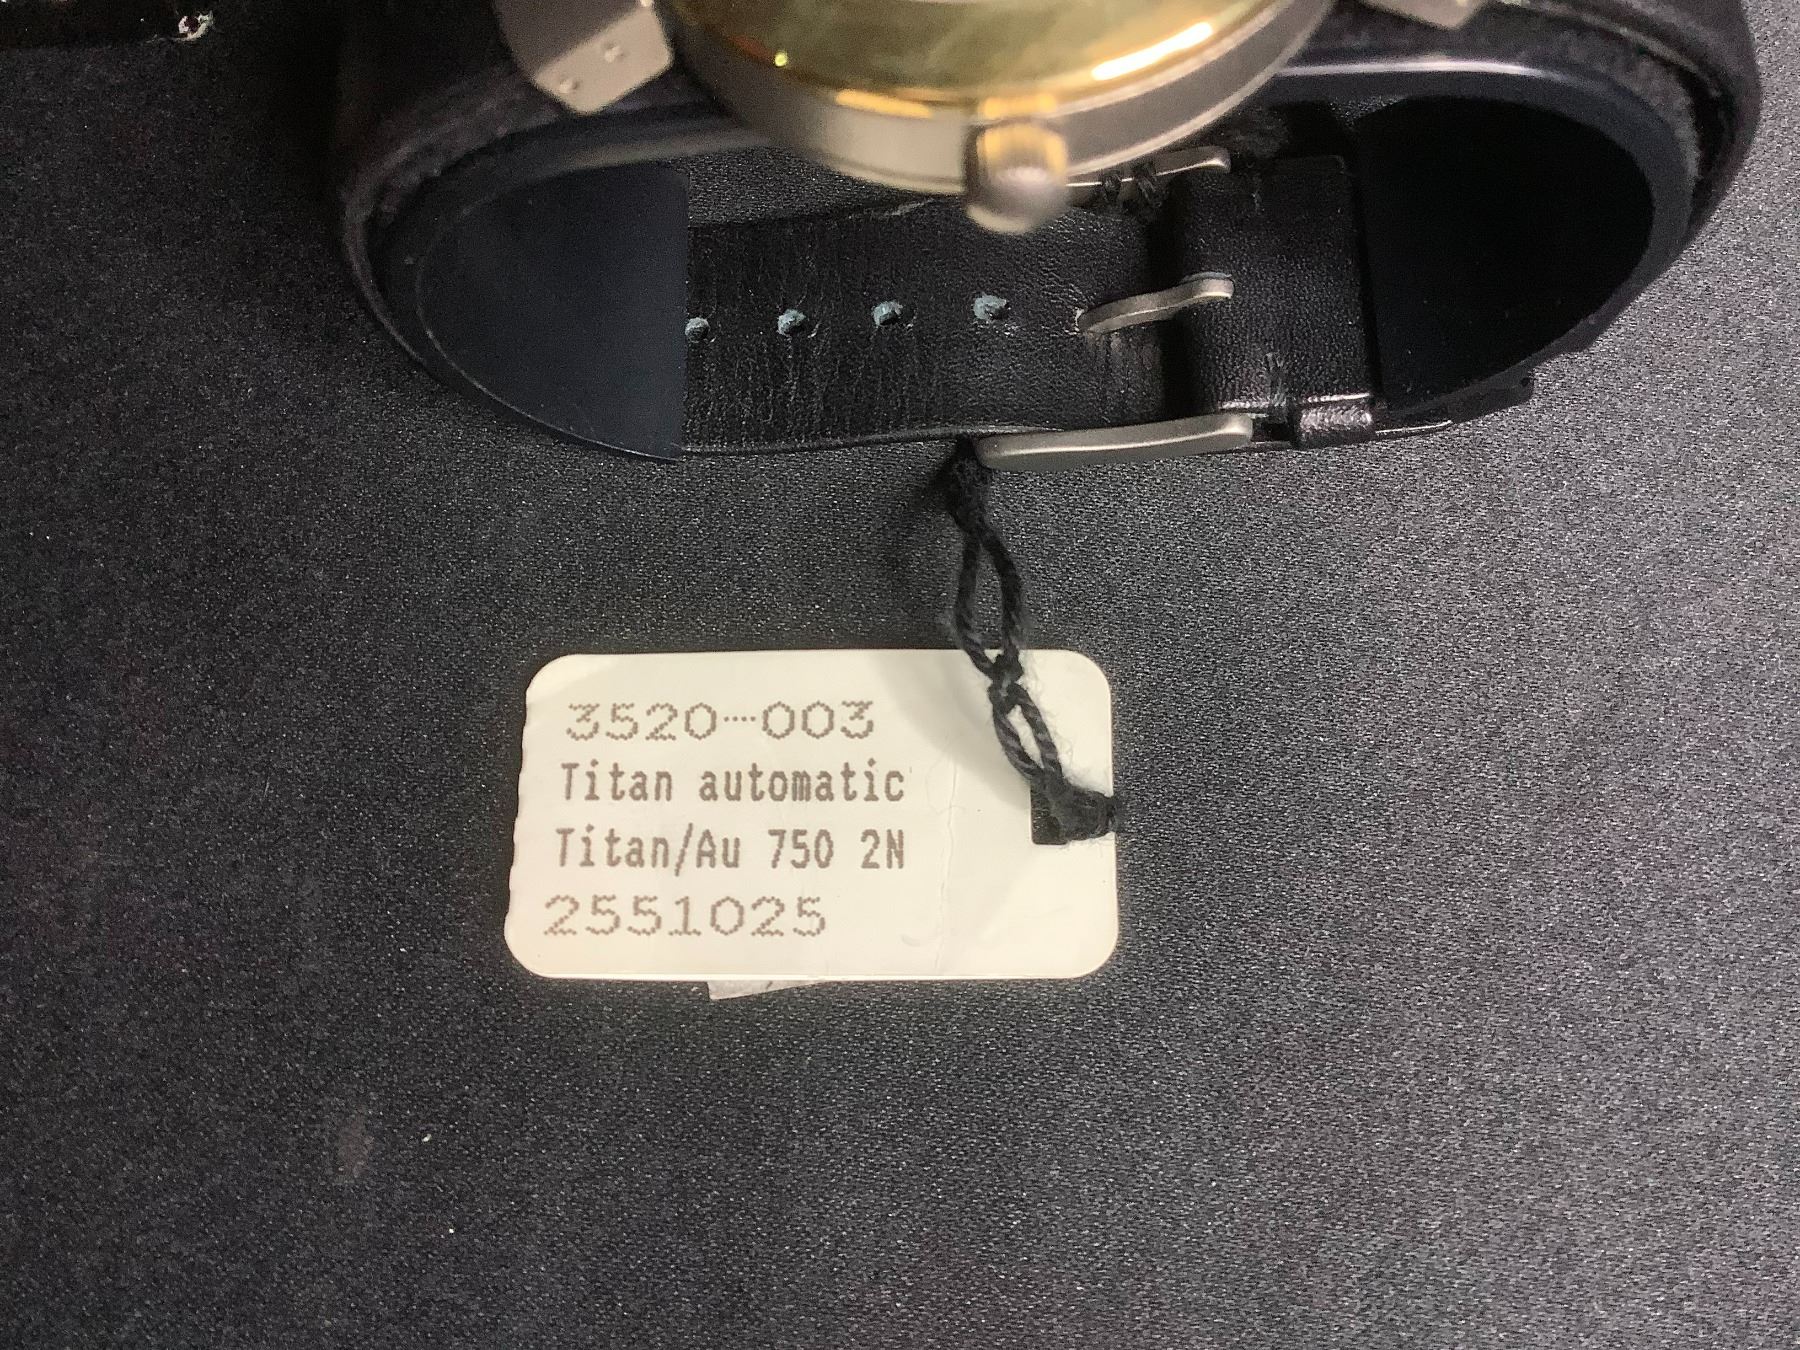 3520-003
Titan automatic
Titan/Au 750 2N
2551025